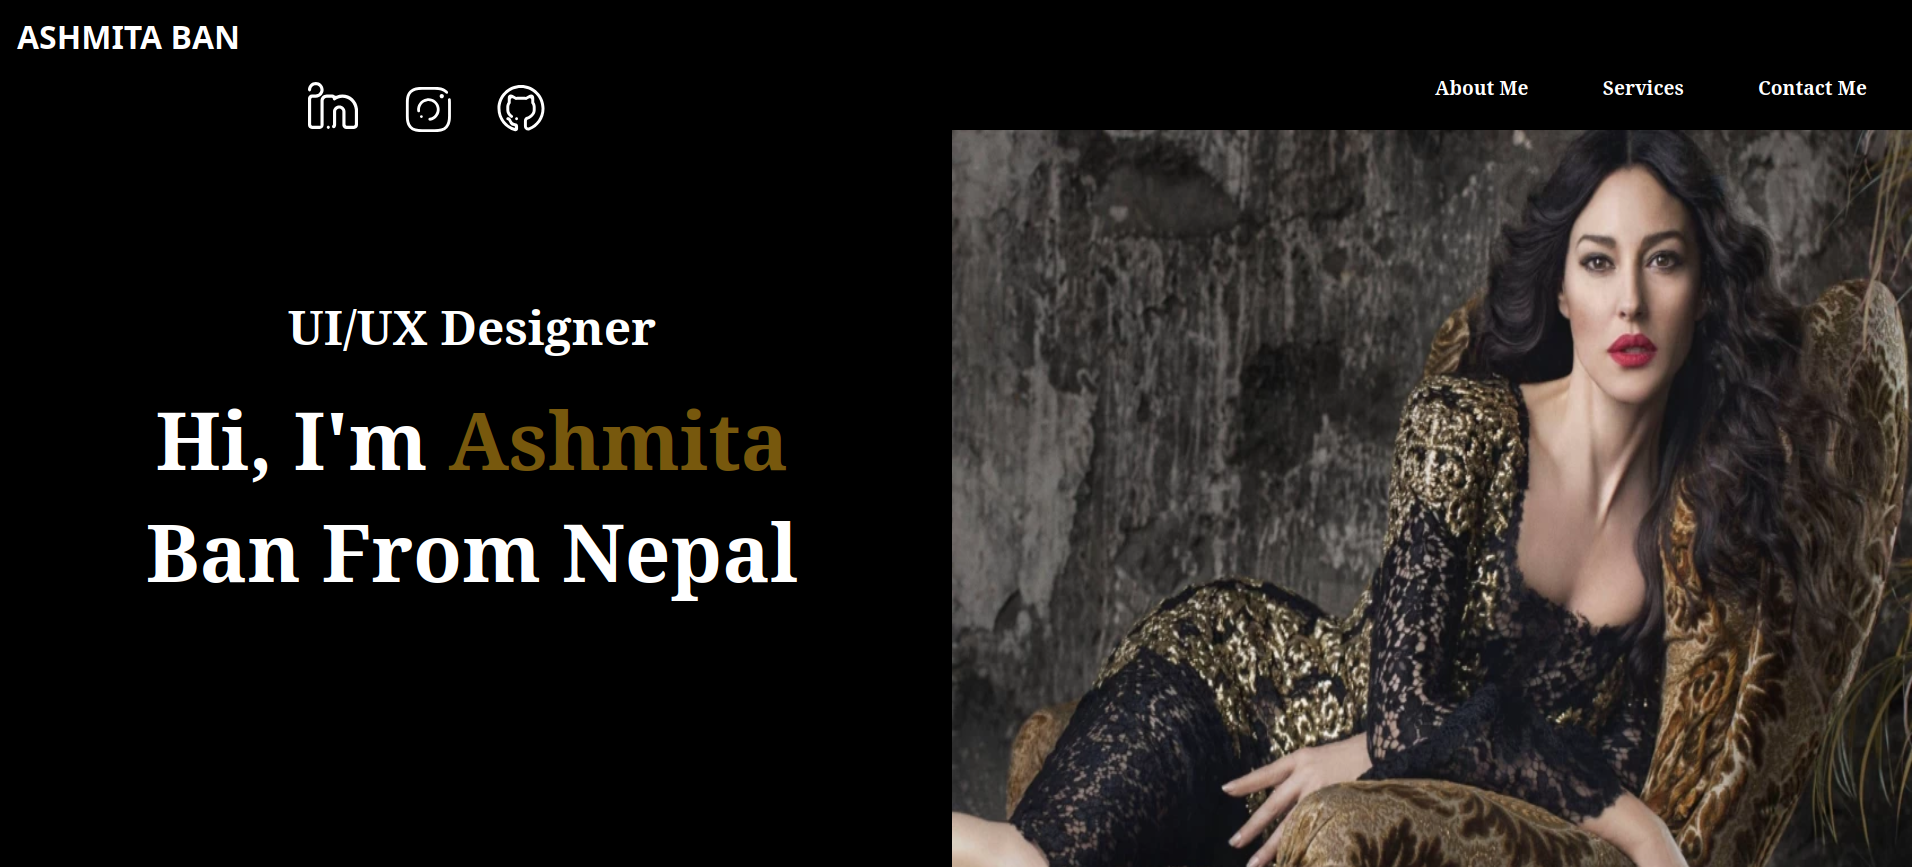 ASHMITA BAN
About Me
Services
Contact Me
UI/UX Designer
Hi, I'm Ashmita
Ban From Nepal